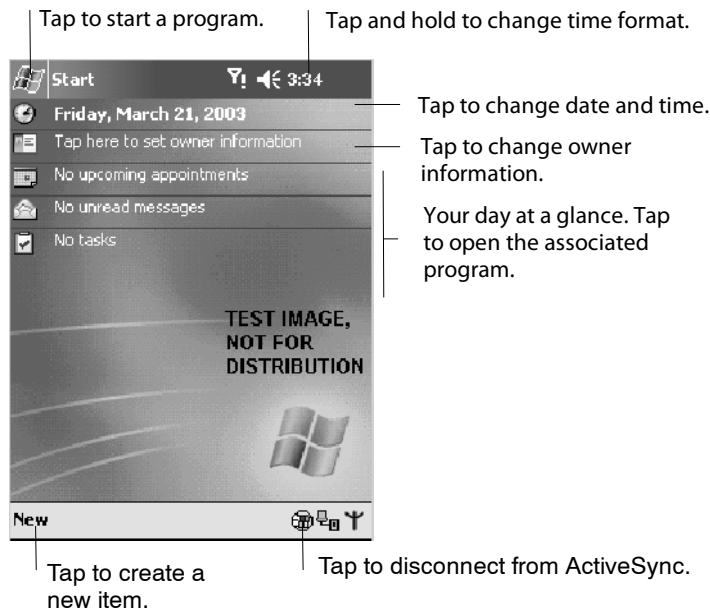 Tap to start a program.
Tap and hold to change time format.
Start 3:34
Friday, March 21, 2003
Tap to change date and time.
Tap here to set owner information
Tap to change owner
information.
No upcoming appointments
No unread messages
No tasks
Your day at a glance. Tap
to open the associated
program.
TEST IMAGE,
NOT FOR
DISTRIBUTION
New
Tap to create a
new item.
Tap to disconnect from ActiveSync.